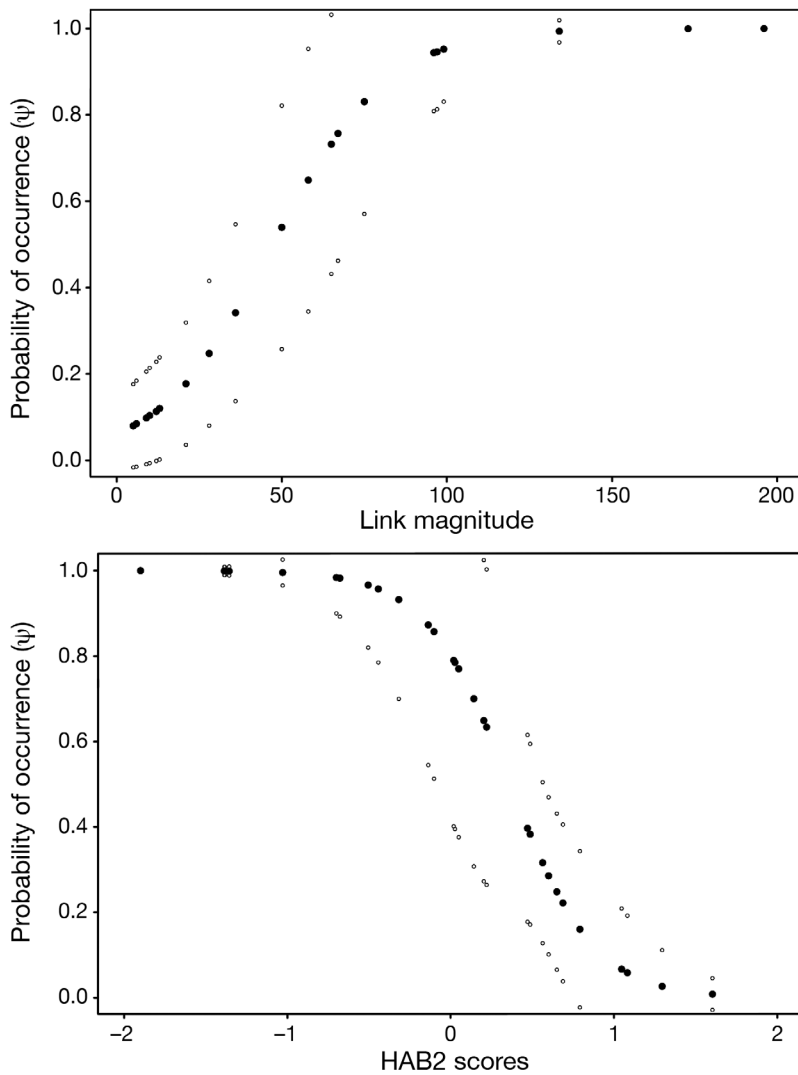 1.0
0.8
0.6
0.4
0.2
0.0
Probability of occurrence (ψ)
0 50 100 150 200
Link magnitude
1.0
0.8
0.6
0.4
0.2
0.0
Probability of occurrence (ψ)
−2 −1 0 1 2
HAB2 scores